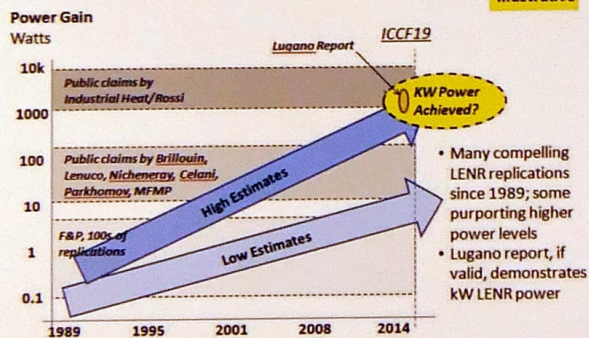 Illustrative
Power Gain
Watts
ICCF19
Lugano Report
10k
1000
100
10
1
0.1
Public claims by
Industrial Heat/Rossi
KW Power
Achieved?
Public claims by Brillouin,
Lenuco, Nicheneray, Celani,
Parkhomov, MFMP
High Estimates
F&P, 100s of
replications
Low Estimates
• Many compelling
LENR replications
since 1989; some
purporting higher
power levels
• Lugano report, if
valid, demonstrates
kW LENR power
1989
1995
2001
2008
2014